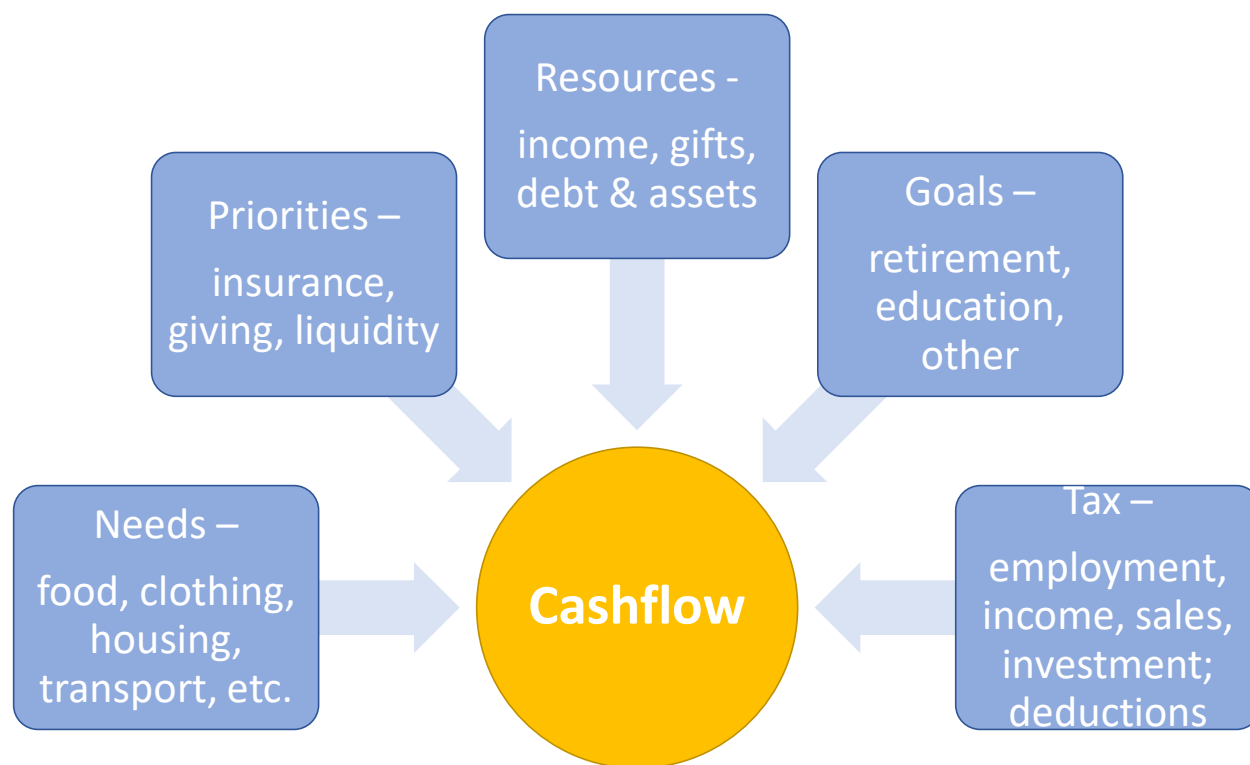 Resources -
income, gifts,
debt & assets
Priorities –
insurance,
giving, liquidity
Goals –
retirement,
education,
other
Needs –
food, clothing,
housing,
transport, etc.
Cashflow
Tax –
employment,
income, sales,
investment;
deductions